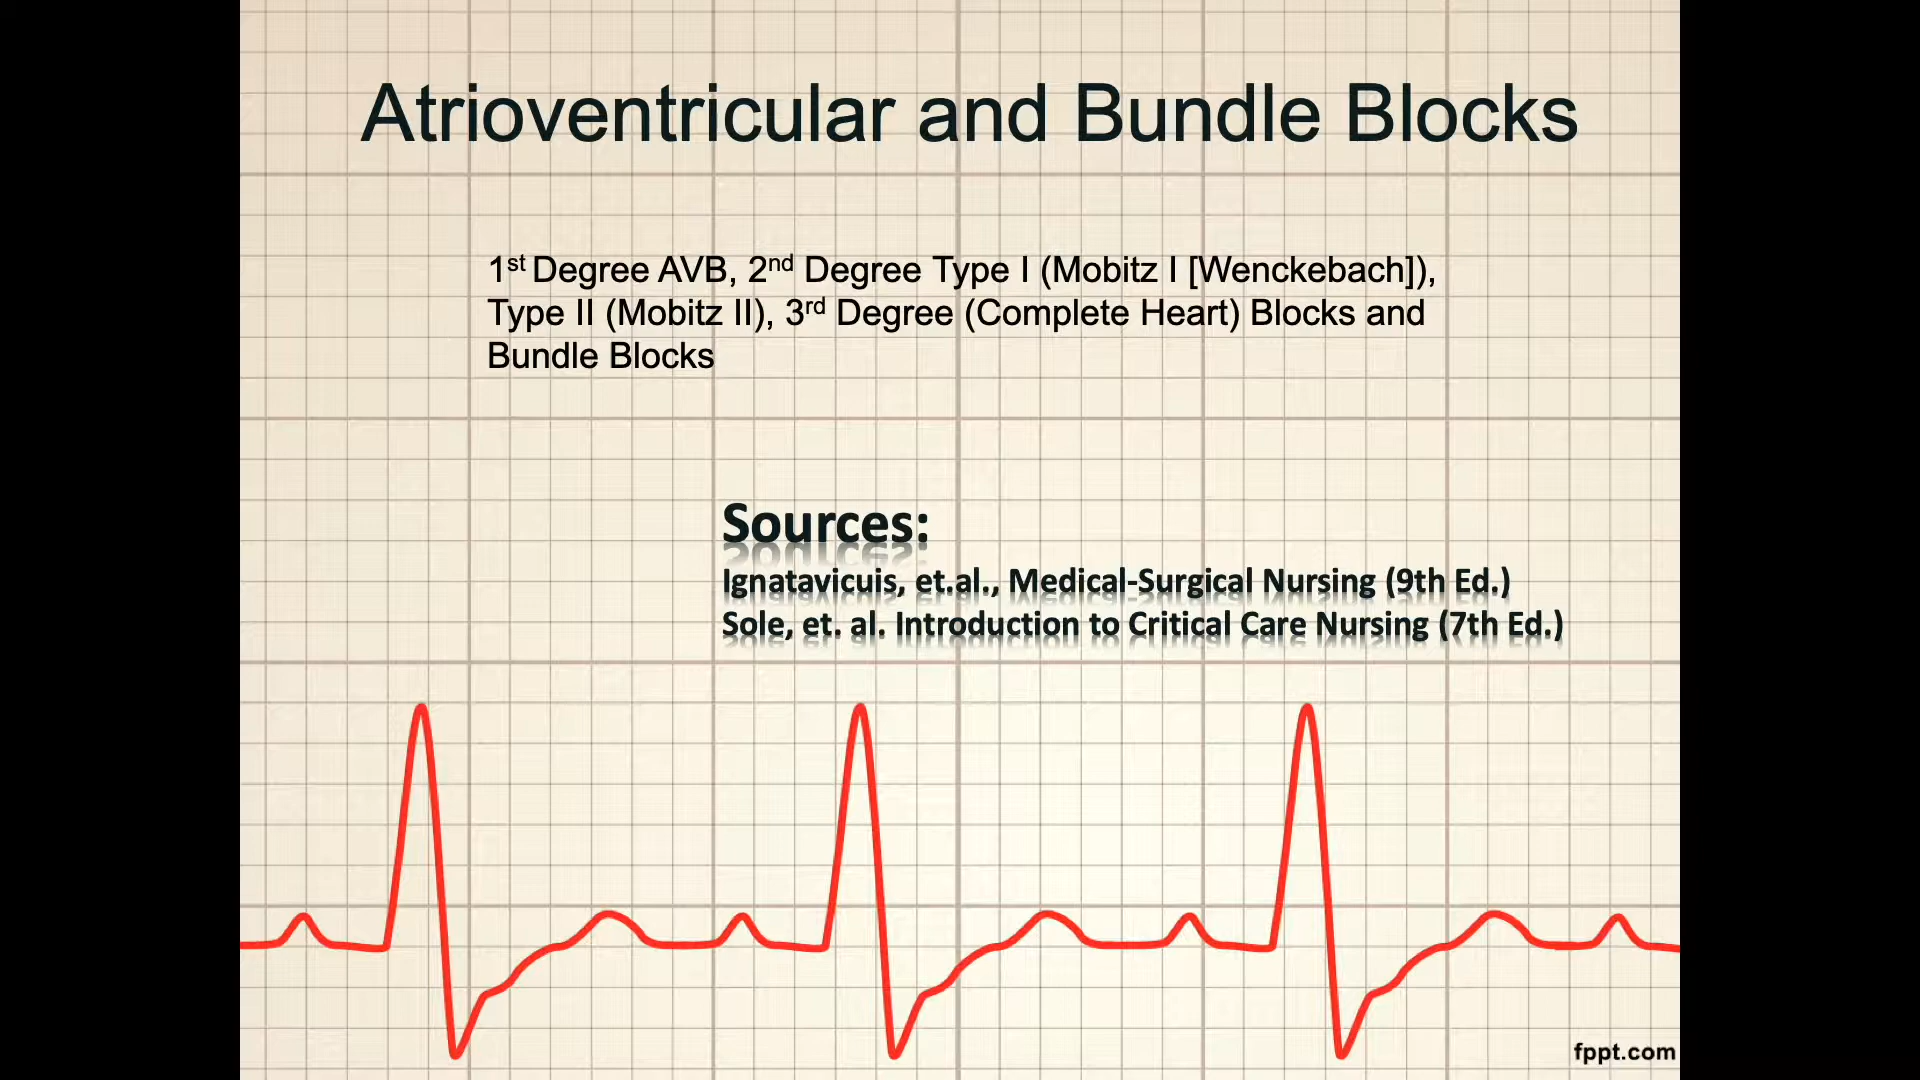 Atrioventricular and Bundle Blocks
1st Degree AVB, 2nd Degree Type I (Mobitz I [Wenckebach]),
Type II (Mobitz II), 3rd Degree (Complete Heart) Blocks and
Bundle Blocks
Sources:
Ignatavicuis, et.al., Medical-Surgical Nursing (9th Ed.)
Sole, et. al. Introduction to Critical Care Nursing (7th Ed.)
fppt.com